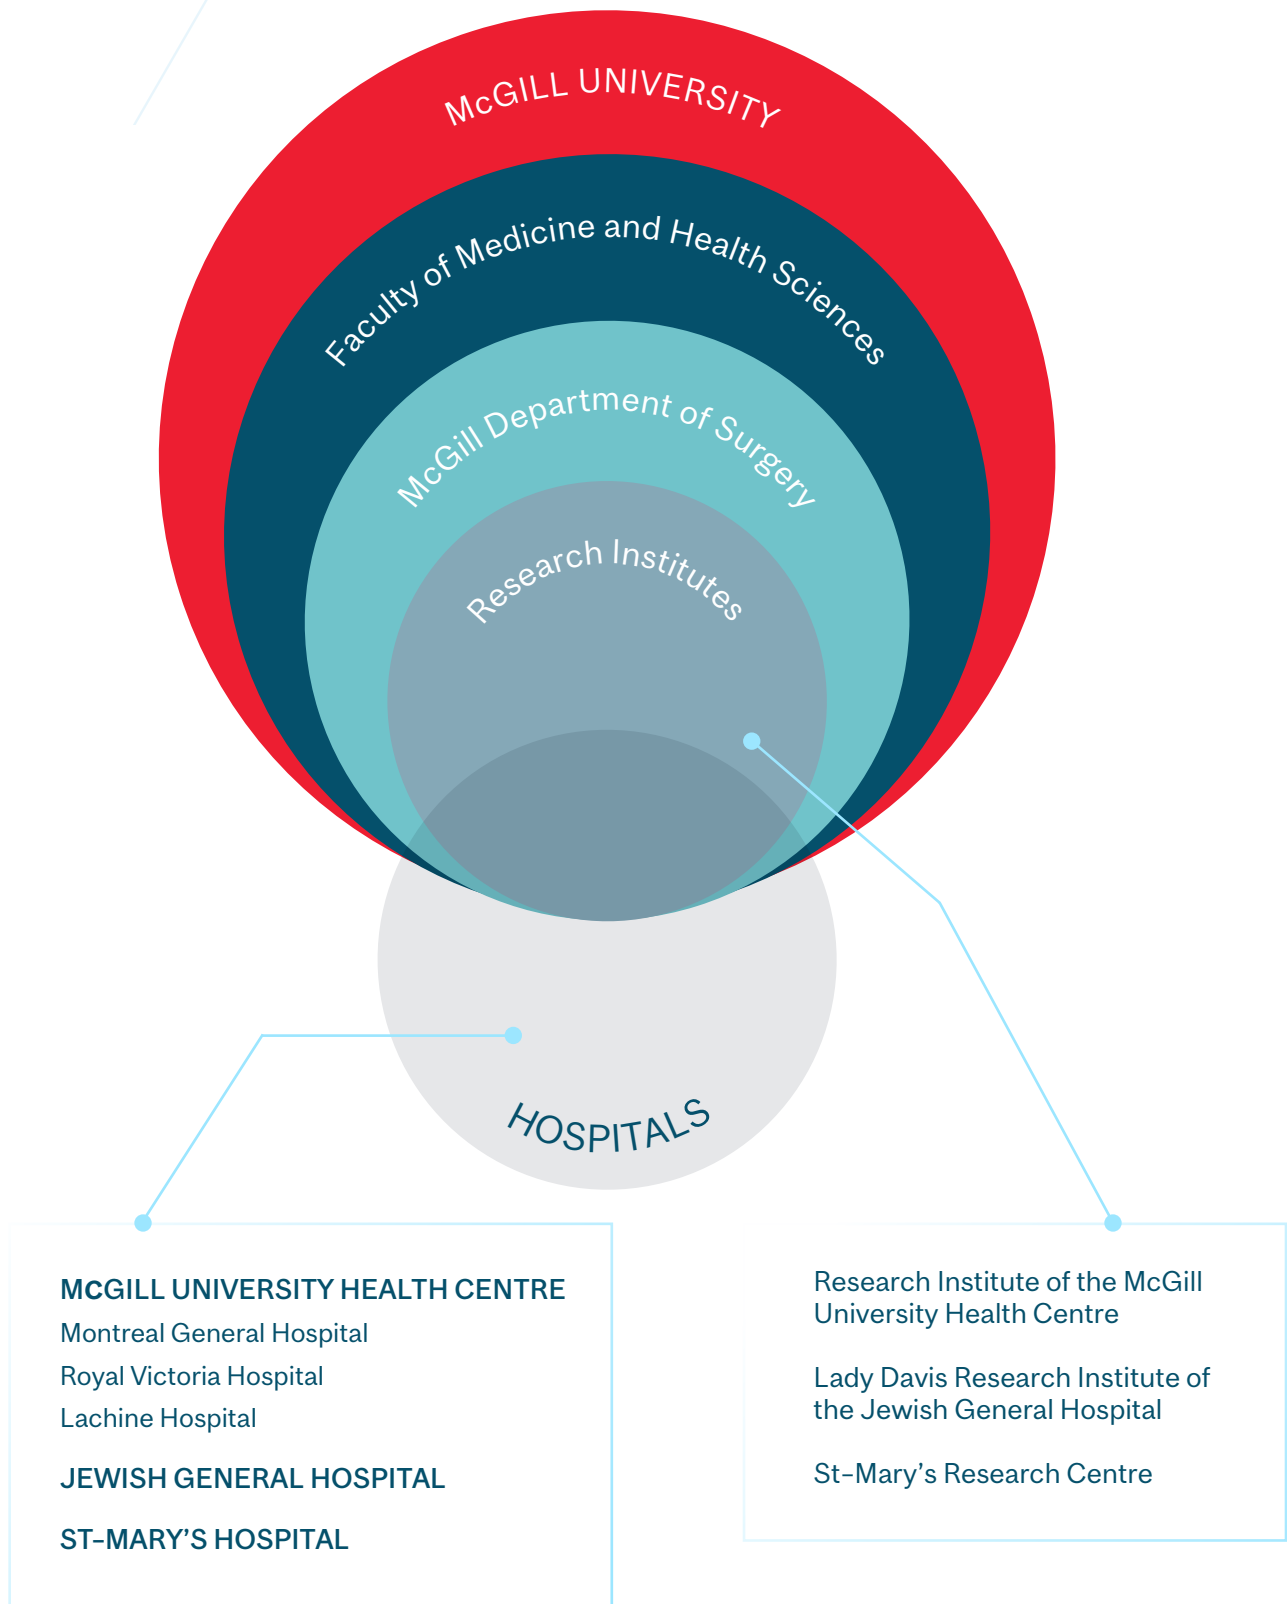 McGILL UNIVERSITY
Faculty of Medicine and Health Sciences
McGill Department of Surgery
Research Institutes
HOSPITALS
McGILL UNIVERSITY HEALTH CENTRE
Montreal General Hospital
Royal Victoria Hospital
Lachine Hospital
JEWISH GENERAL HOSPITAL
ST-MARY’S HOSPITAL
Research Institute of the McGill
University Health Centre
Lady Davis Research Institute of
the Jewish General Hospital
St-Mary’s Research Centre